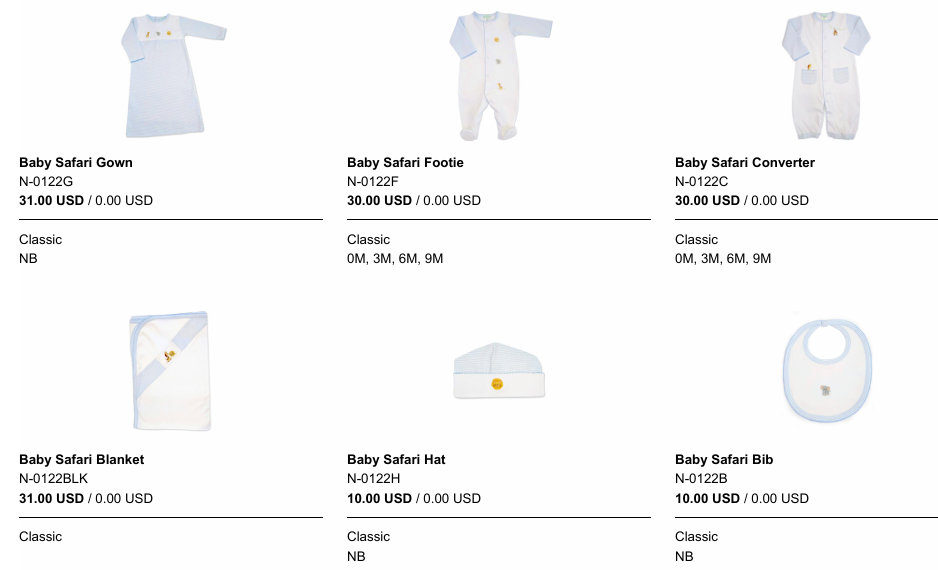 Baby Safari Gown
N-0122G
31.00 USD / 0.00 USD
Classic
NB
Baby Safari Footie
N-0122F
30.00 USD / 0.00 USD
Classic
0M, 3M, 6M, 9M
Baby Safari Converter
N-0122C
30.00 USD / 0.00 USD
Classic
0M, 3M, 6M, 9M
Baby Safari Blanket
N-0122BLK
31.00 USD / 0.00 USD
Classic
Baby Safari Hat
N-0122H
10.00 USD / 0.00 USD
Classic
NB
Baby Safari Bib
N-0122B
10.00 USD / 0.00 USD
Classic
NB